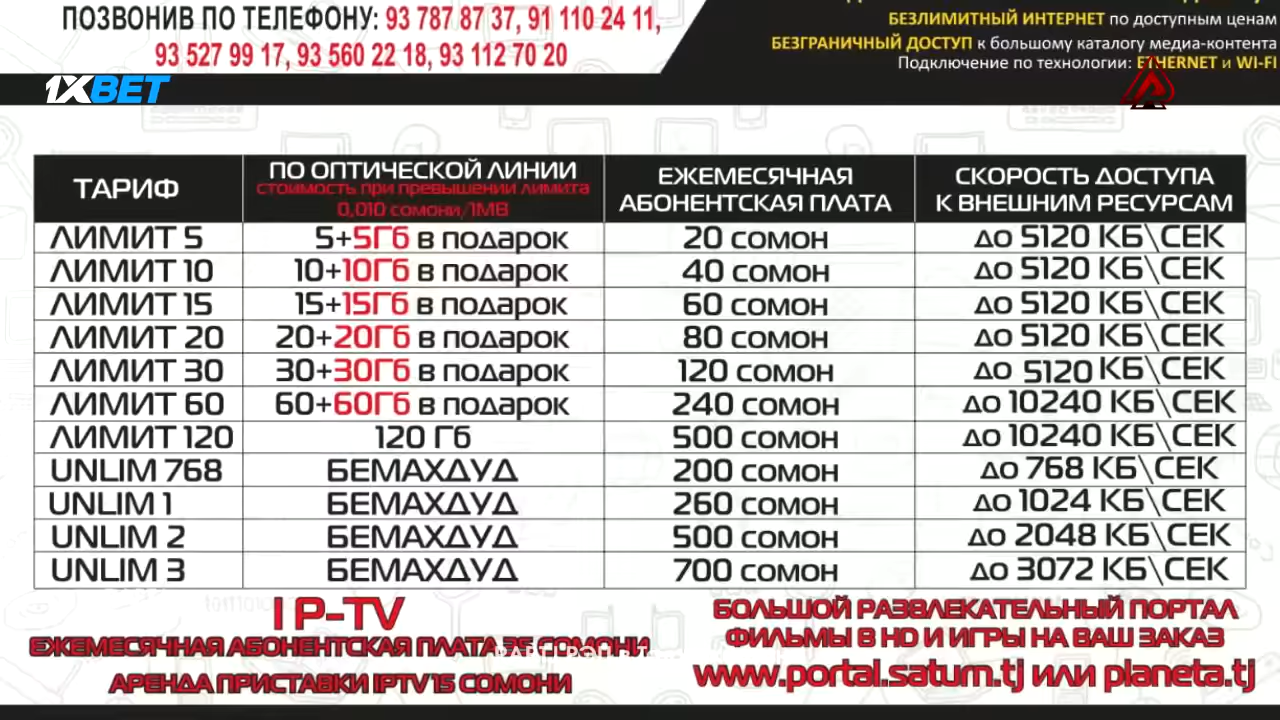 ПОЗВОНИВ ПО ТЕЛЕФОНУ: 93 787 87 37, 91 110 24 11,
93 527 99 17, 93 560 22 18, 93 112 70 20
БЕЗЛИМИТНЫЙ ИНТЕРНЕТ по доступным ценам
БЕЗГРАНИЧНЫЙ ДОСТУП к большому каталогу медиа-контента
Подключение по технологии: ETHERNET и WI-FI
1XBET
ТАРИФ
ПО ОПТИЧЕСКОЙ ЛИНИИ
стоимость при превышении лимита
0,010 сомони/1МВ
ЕЖЕМЕСЯЧНАЯ
АБОНЕНТСКАЯ ПЛАТА
СКОРОСТЬ ДОСТУПА
К ВНЕШНИМ РЕСУРСАМ
ЛИМИТ 5 5+5Гб в подарок 20 сомон до 5120 КБ\СЕК
ЛИМИТ 10 10+10Гб в подарок 40 сомон до 5120 КБ\СЕК
ЛИМИТ 15 15+15Гб в подарок 60 сомон до 5120 КБ\СЕК
ЛИМИТ 20 20+20Гб в подарок 80 сомон до 5120 КБ\СЕК
ЛИМИТ 30 30+30Гб в подарок 120 сомон до 5120 КБ\СЕК
ЛИМИТ 60 60+60Гб в подарок 240 сомон до 10240 КБ\СЕК
ЛИМИТ 120 120 Гб 500 сомон до 10240 КБ\СЕК
UNLIM 768 БЕМАХДУД 200 сомон до 768 КБ\СЕК
UNLIM 1 БЕМАХДУД 260 сомон до 1024 КБ\СЕК
UNLIM 2 БЕМАХДУД 500 сомон до 2048 КБ\СЕК
UNLIM 3 БЕМАХДУД 700 сомон до 3072 КБ\СЕК
IP-TV
ЕЖЕМЕСЯЧНАЯ АБОНЕНТСКАЯ ПЛАТА 35 СОМОНИ
АРЕНДА ПРИСТАВКИ IPTV 15 СОМОНИ
БОЛЬШОЙ РАЗВЛЕКАТЕЛЬНЫЙ ПОРТАЛ
ФИЛЬМЫ В HD И ИГРЫ НА ВАШ ЗАКАЗ
www.portal.saturn.tj или planeta.tj